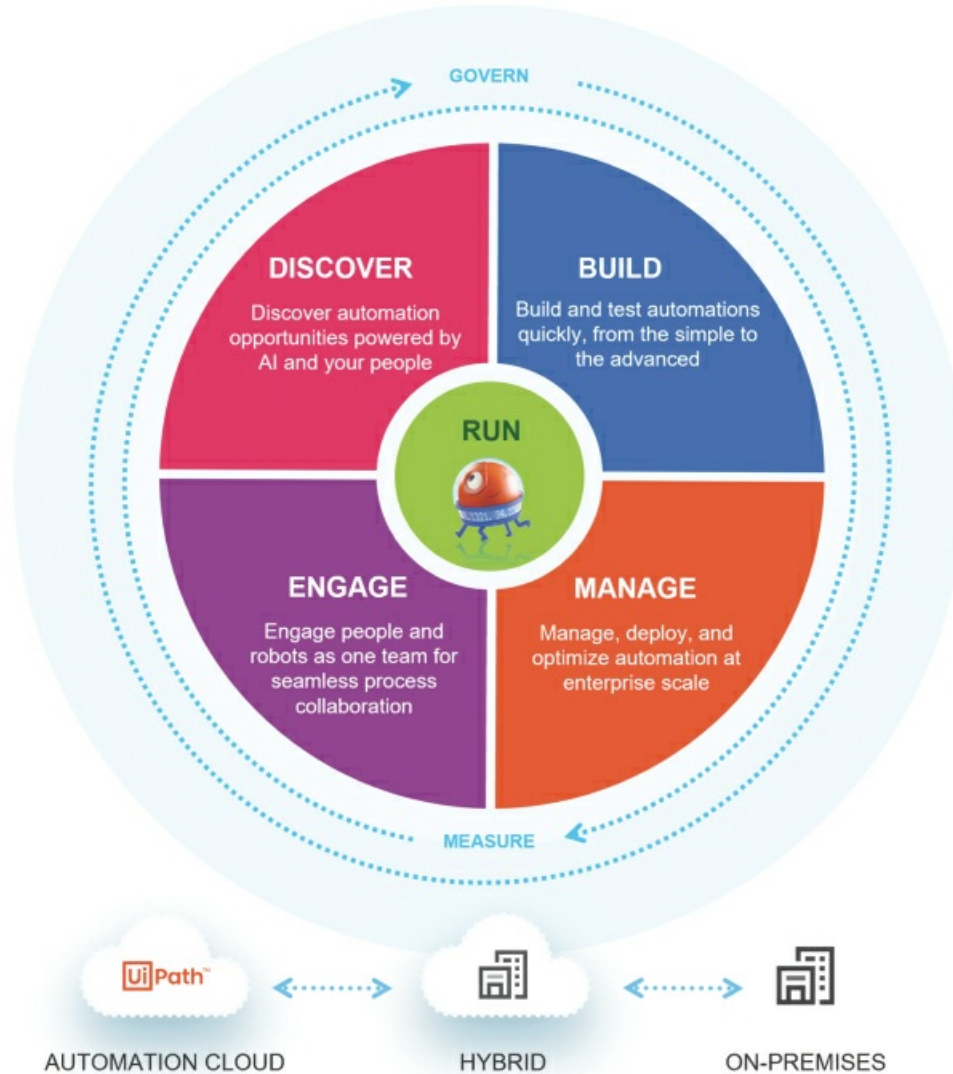 GOVERN
DISCOVER
Discover automation
opportunities powered by
AI and your people
BUILD
Build and test automations
quickly, from the simple to
the advanced
RUN
ENGAGE
Engage people and
robots as one team for
seamless process
collaboration
MANAGE
Manage, deploy, and
optimize automation at
enterprise scale
MEASURE
UiPath™
AUTOMATION CLOUD
HYBRID
ON-PREMISES